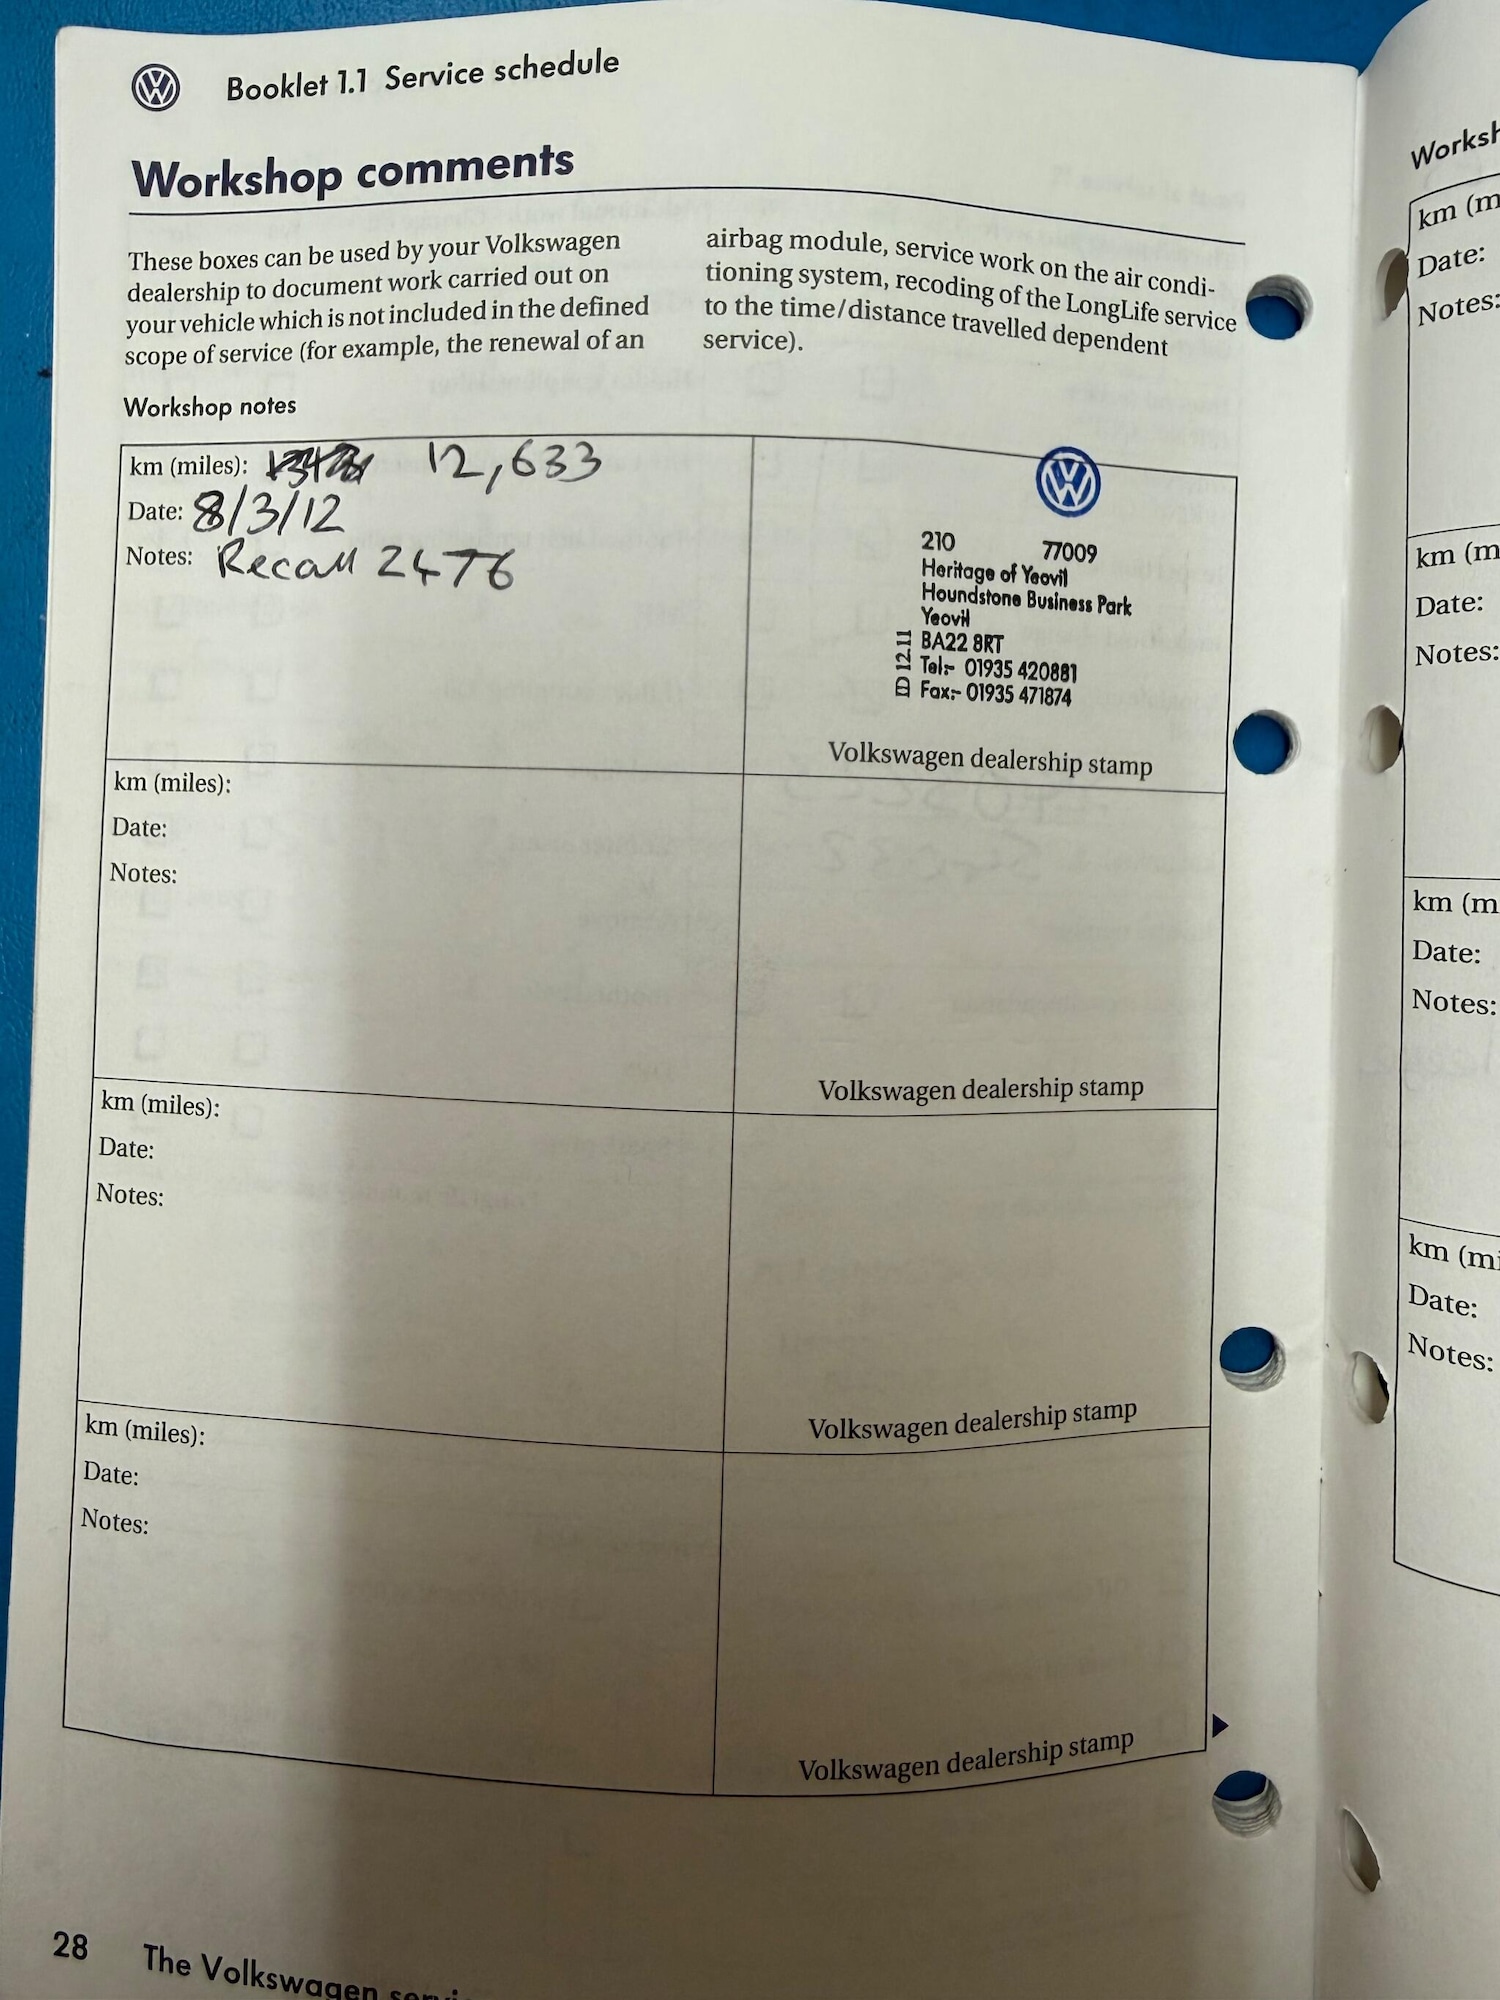 Booklet 1.1 Service schedule
Workshop comments
These boxes can be used by your Volkswagen
dealership to document work carried out on
your vehicle which is not included in the defined
scope of service (for example, the renewal of an
airbag module, service work on the air condi-
tioning system, recoding of the LongLife service
to the time/distance travelled dependent
service).
Workshop notes
km (miles): 12,633
Date: 8/3/12
Notes: Recall 24T6
210 77009
Heritage of Yeovil
Houndstone Business Park
Yeovil
BA22 8RT
Tel:- 01935 420881
Fax:- 01935 471874
ED 12.11
Volkswagen dealership stamp
km (miles):
Date:
Notes:
Volkswagen dealership stamp
km (miles):
Date:
Notes:
Volkswagen dealership stamp
km (miles):
Date:
Notes:
Volkswagen dealership stamp
28 The Volkswagen
km (m
Date:
Notes:
km (m
Date:
Notes:
km (m
Date:
Notes:
km (mi
Date:
Notes: